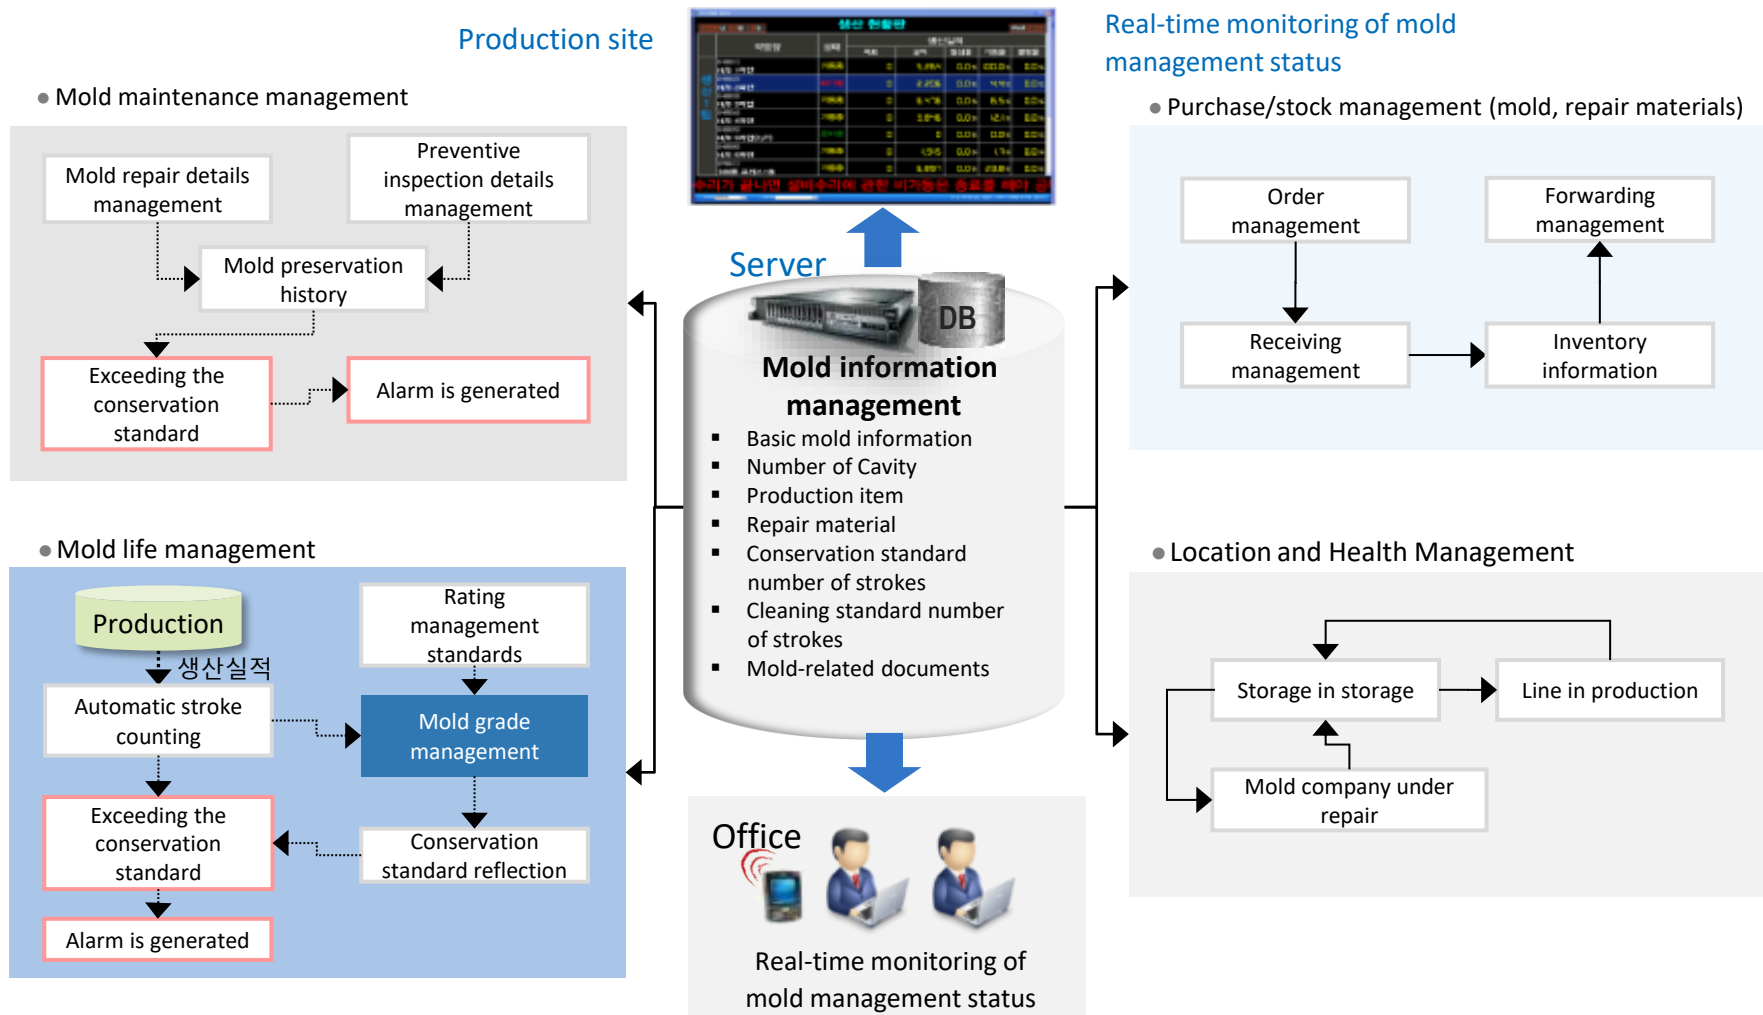 Production site
생산 현황판
Real-time monitoring of mold
management status
Mold maintenance management
Mold repair details
management
Preventive
inspection details
management
Mold preservation
history
Exceeding the
conservation
standard
Alarm is generated
Purchase/stock management (mold, repair materials)
Order
management
Forwarding
management
Receiving
management
Inventory
information
Server
DB
Mold information
management
▪ Basic mold information
▪ Number of Cavity
▪ Production item
▪ Repair material
▪ Conservation standard
number of strokes
▪ Cleaning standard number
of strokes
▪ Mold-related documents
Mold life management
Production
생산실적
Rating
management
standards
Automatic stroke
counting
Mold grade
management
Exceeding the
conservation
standard
Conservation
standard reflection
Alarm is generated
Location and Health Management
Storage in storage
Line in production
Mold company under
repair
Office
Real-time monitoring of
mold management status